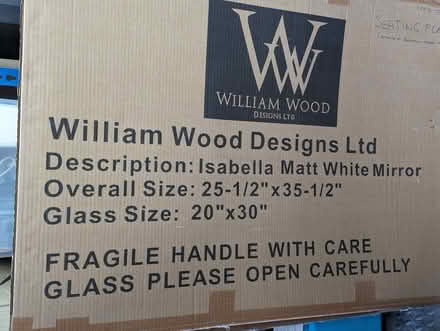 SEATING
WILLIAM WOOD
DESIGNS LTD
William Wood Designs Ltd
Description: Isabella Matt White Mirror
Overall Size: 25-1/2"x35-1/2"
Glass Size: 20"x30"
FRAGILE HANDLE WITH CARE
GLASS PLEASE OPEN CAREFULLY